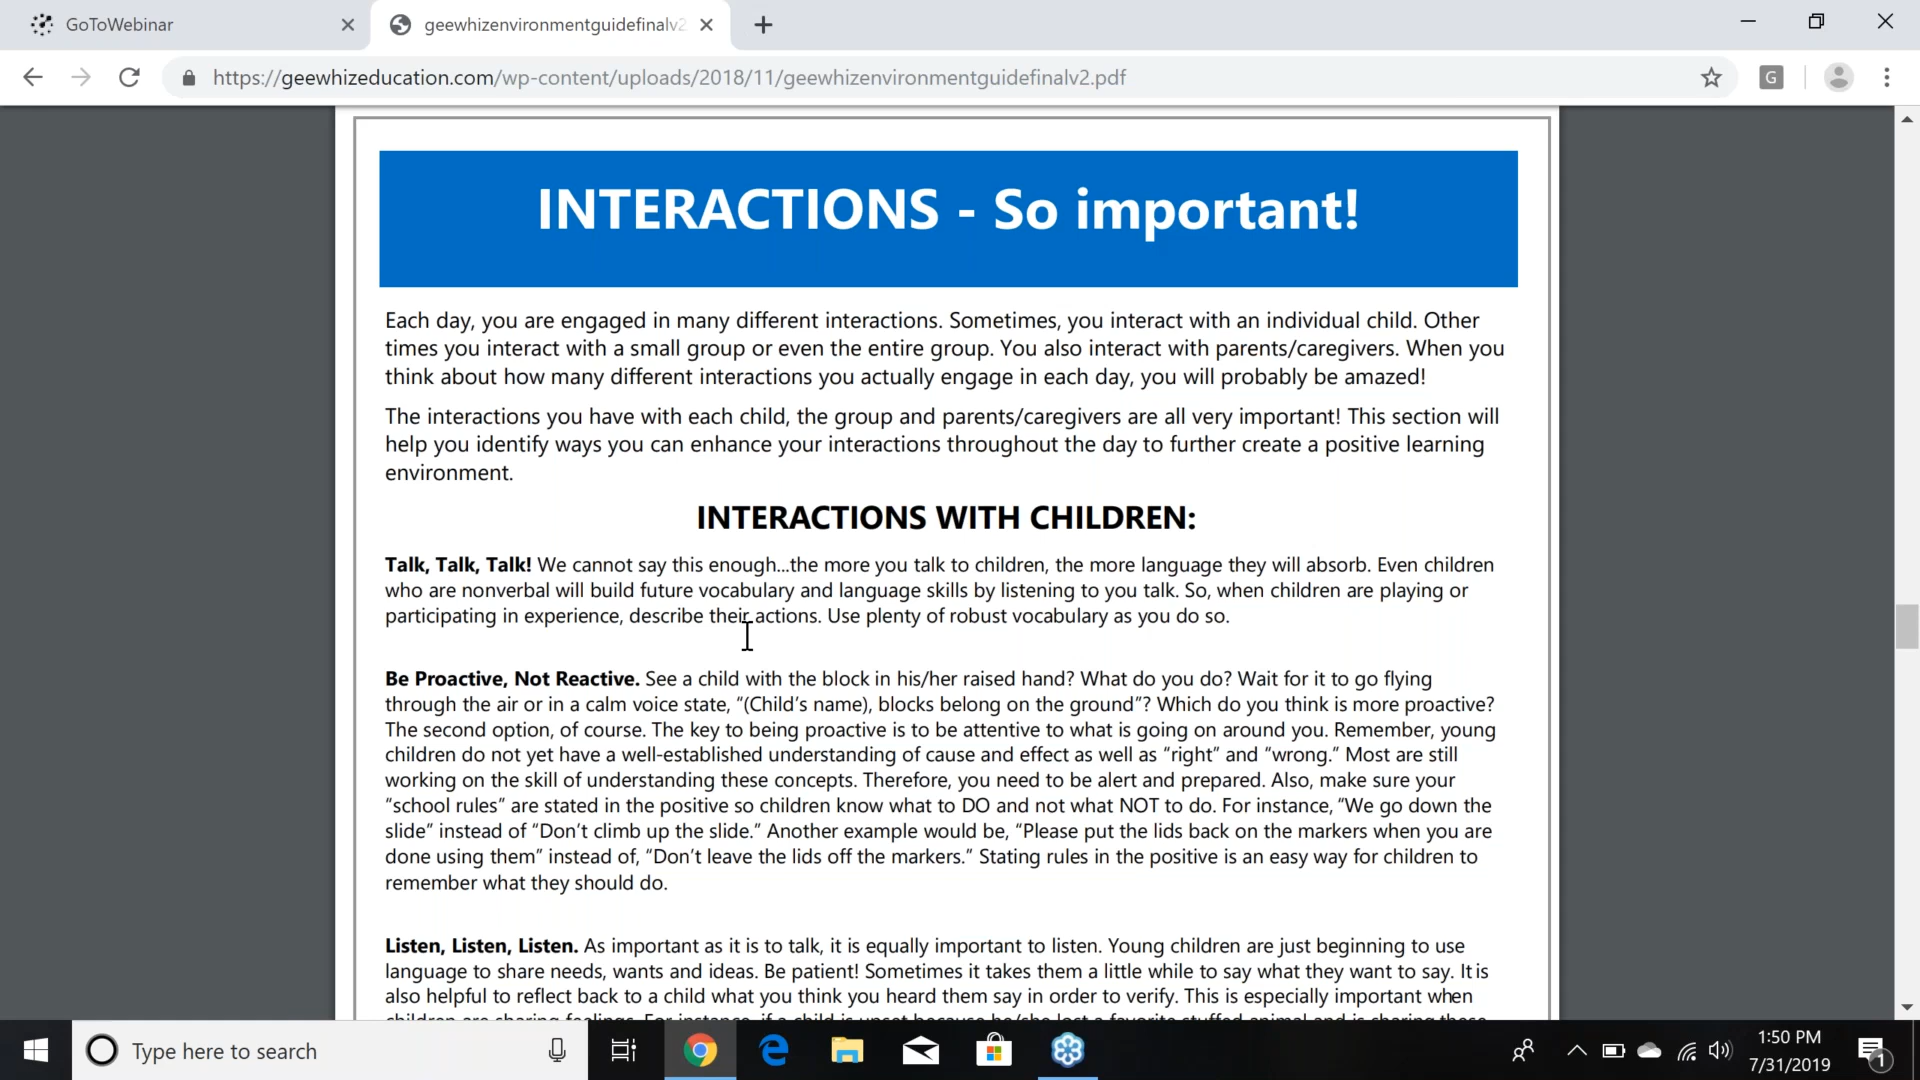 GoToWebinar
geewhizenvironmentguidefinalv2
https://geewhizeducation.com/wp-content/uploads/2018/11/geewhizenvironmentguidefinalv2.pdf
G
INTERACTIONS - So important!
Each day, you are engaged in many different interactions. Sometimes, you interact with an individual child. Other
times you interact with a small group or even the entire group. You also interact with parents/caregivers. When you
think about how many different interactions you actually engage in each day, you will probably be amazed!
The interactions you have with each child, the group and parents/caregivers are all very important! This section will
help you identify ways you can enhance your interactions throughout the day to further create a positive learning
environment.
INTERACTIONS WITH CHILDREN:
Talk, Talk, Talk! We cannot say this enough...the more you talk to children, the more language they will absorb. Even children
who are nonverbal will build future vocabulary and language skills by listening to you talk. So, when children are playing or
participating in experience, describe their actions. Use plenty of robust vocabulary as you do so.
Be Proactive, Not Reactive. See a child with the block in his/her raised hand? What do you do? Wait for it to go flying
through the air or in a calm voice state, “(Child’s name), blocks belong on the ground”? Which do you think is more proactive?
The second option, of course. The key to being proactive is to be attentive to what is going on around you. Remember, young
children do not yet have a well-established understanding of cause and effect as well as “right” and “wrong.” Most are still
working on the skill of understanding these concepts. Therefore, you need to be alert and prepared. Also, make sure your
“school rules” are stated in the positive so children know what to DO and not what NOT to do. For instance, “We go down the
slide” instead of “Don’t climb up the slide.” Another example would be, “Please put the lids back on the markers when you are
done using them” instead of, “Don’t leave the lids off the markers.” Stating rules in the positive is an easy way for children to
remember what they should do.
Listen, Listen, Listen. As important as it is to talk, it is equally important to listen. Young children are just beginning to use
language to share needs, wants and ideas. Be patient! Sometimes it takes them a little while to say what they want to say. It is
also helpful to reflect back to a child what you think you heard them say in order to verify. This is especially important when
children are sharing feelings. For instance, if a child is upset because he/she lost a favorite stuffed animal and is sharing these
Type here to search
1:50 PM
7/31/2019
1